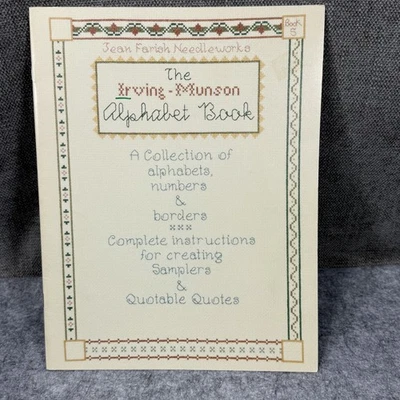 Book
5
Jean Farish Needleworks
The
Irving-Munson
Alphabet Book
A Collection of
alphabets,
numbers
&
borders
***
Complete instructions
for creating
Samplers
&
Quotable Quotes